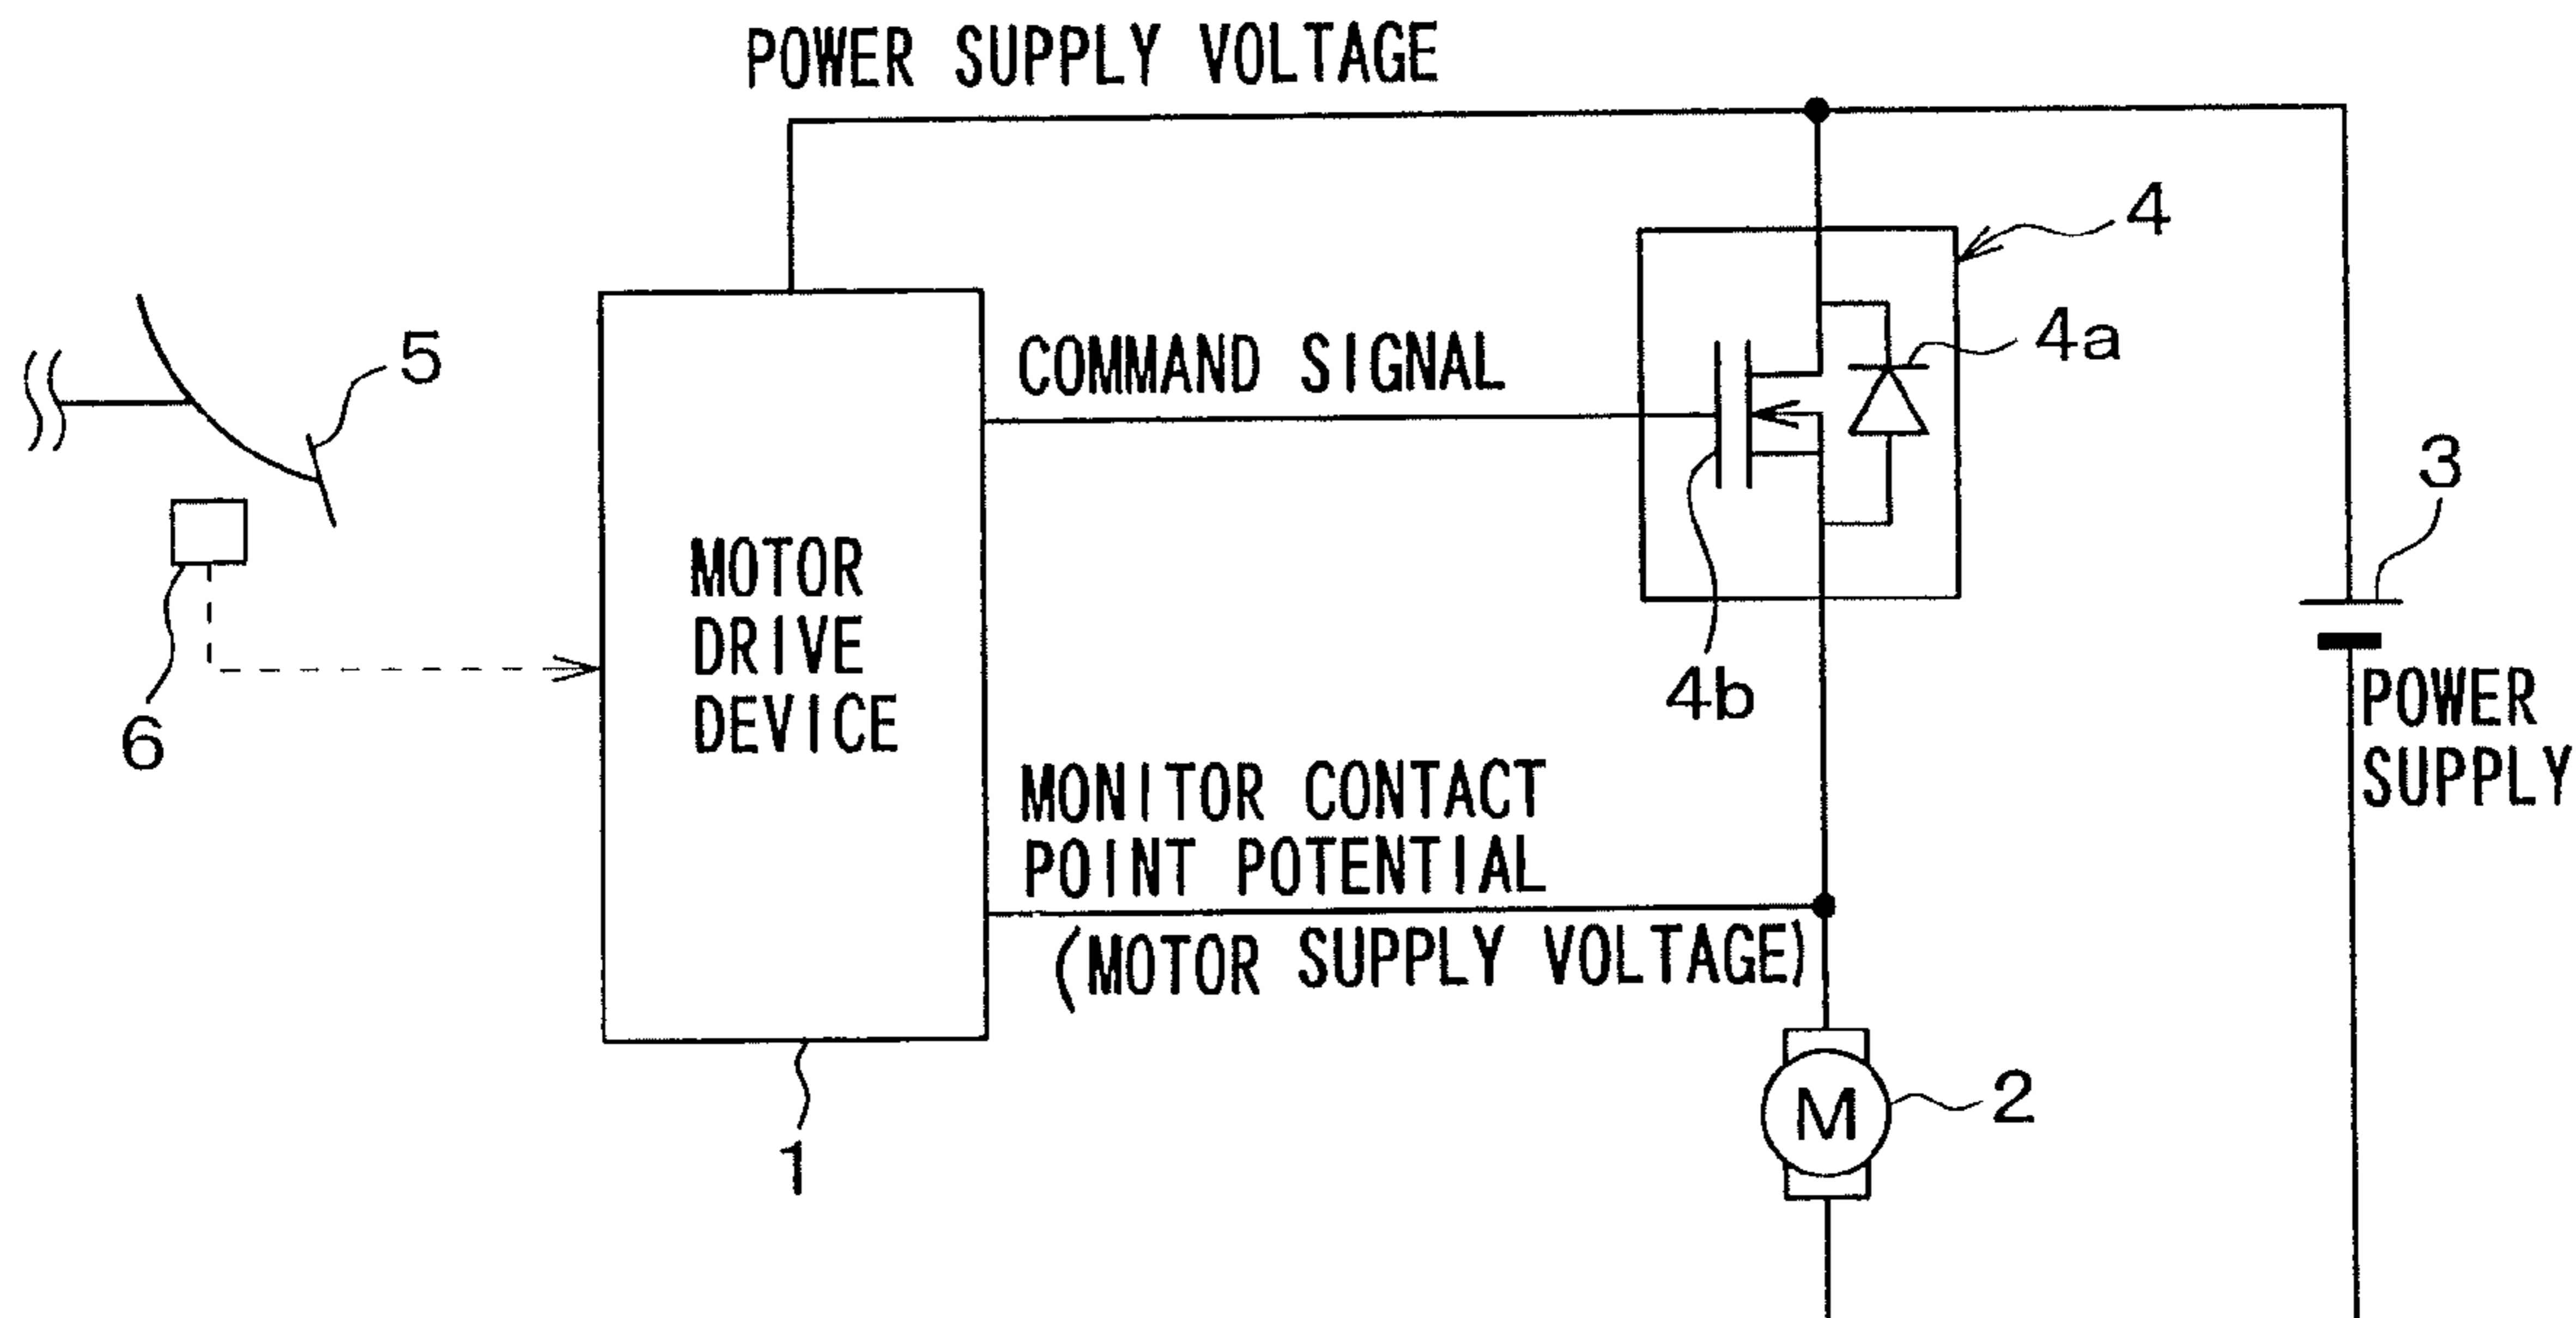 POWER SUPPLY VOLTAGE
4
4a
COMMAND SIGNAL
5
3
MOTOR
DRIVE
DEVICE
4b
6
POWER
SUPPLY
MONITOR CONTACT
POINT POTENTIAL
(MOTOR SUPPLY VOLTAGE)
M
2
1